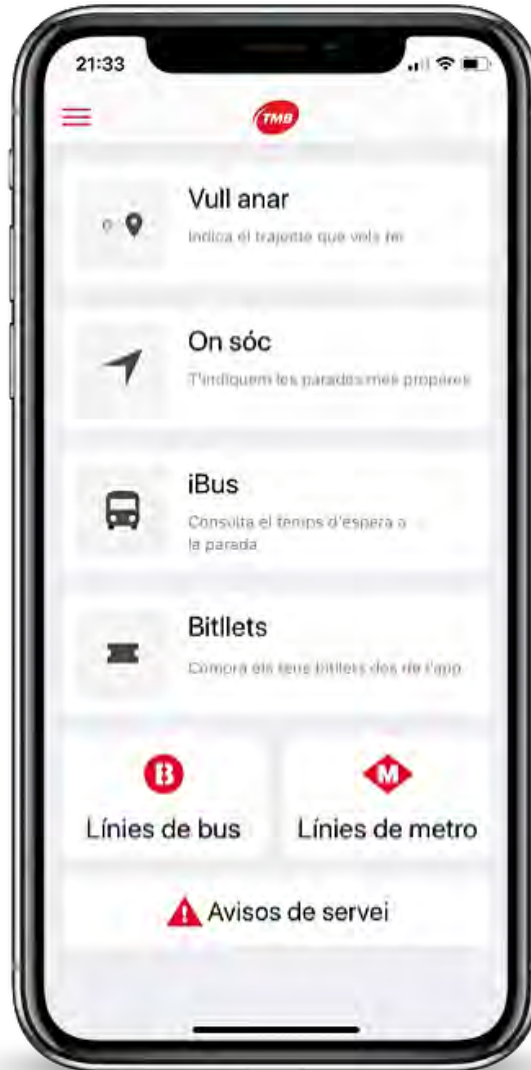 21:33
TMB
Vull anar
Indica el trajecte que vols fer
On sóc
T'indiquem les parades més properes
iBus
Consulta el temps d'espera a
la parada
Bitllets
Compra els teus bitllets des de l'app
B
M
Línies de bus
Línies de metro
Avisos de servei